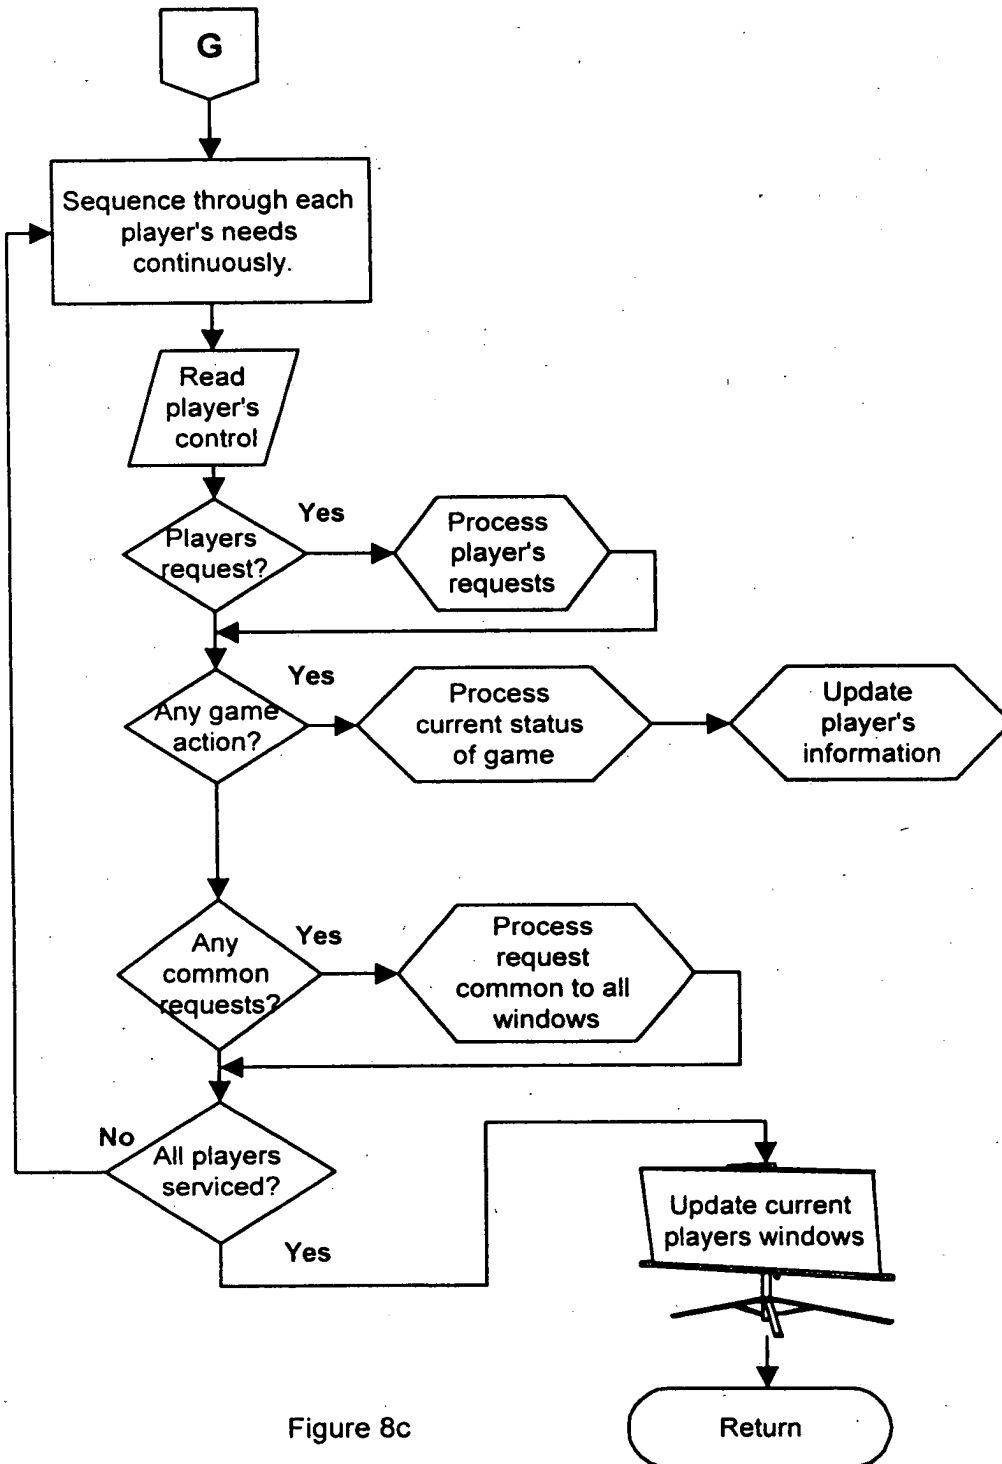 G
Sequence through each
player's needs
continuously.
Read
player's
control
Players
request?
Yes
Process
player's
requests
Any game
action?
Yes
Process
current status
of game
Update
player's
information
Any
common
requests?
Yes
Process
request
common to all
windows
No
All players
serviced?
Yes
Update current
players windows
Return
Figure 8c